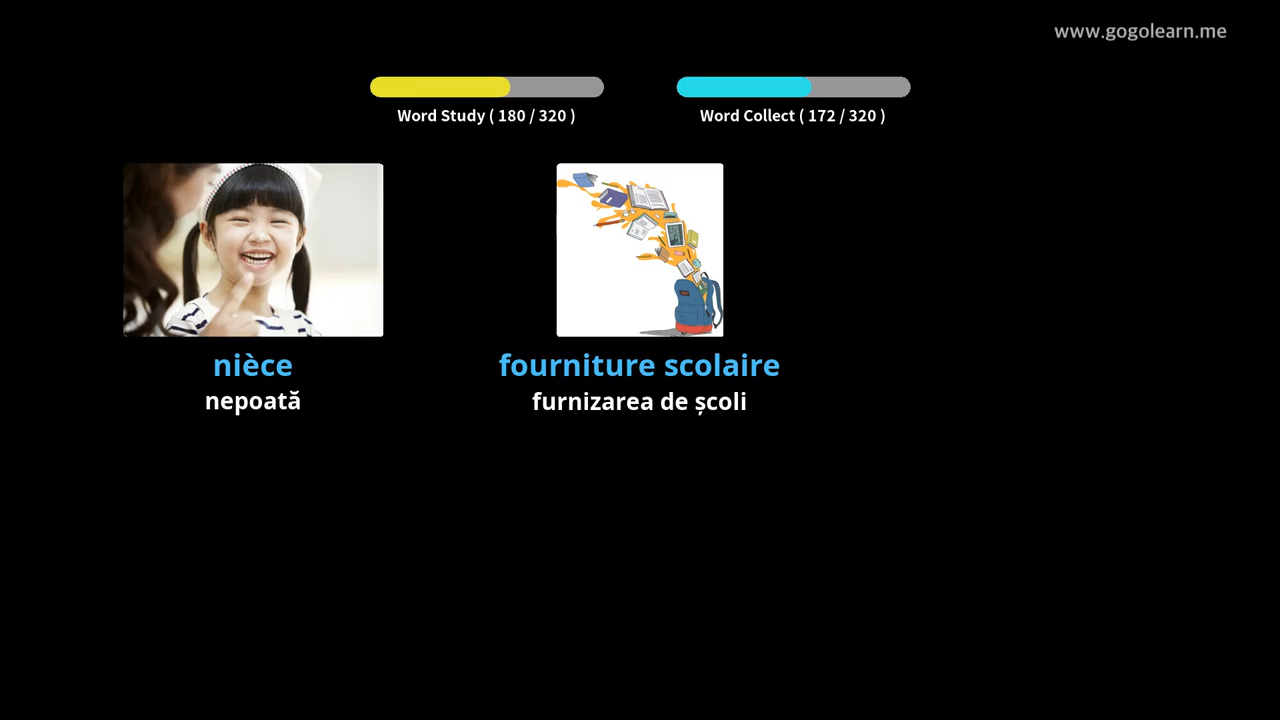 www.gogolearn.me
Word Study ( 180 / 320 )
Word Collect ( 172 / 320 )
nièce
nepoată
fourniture scolaire
furnizarea de școli